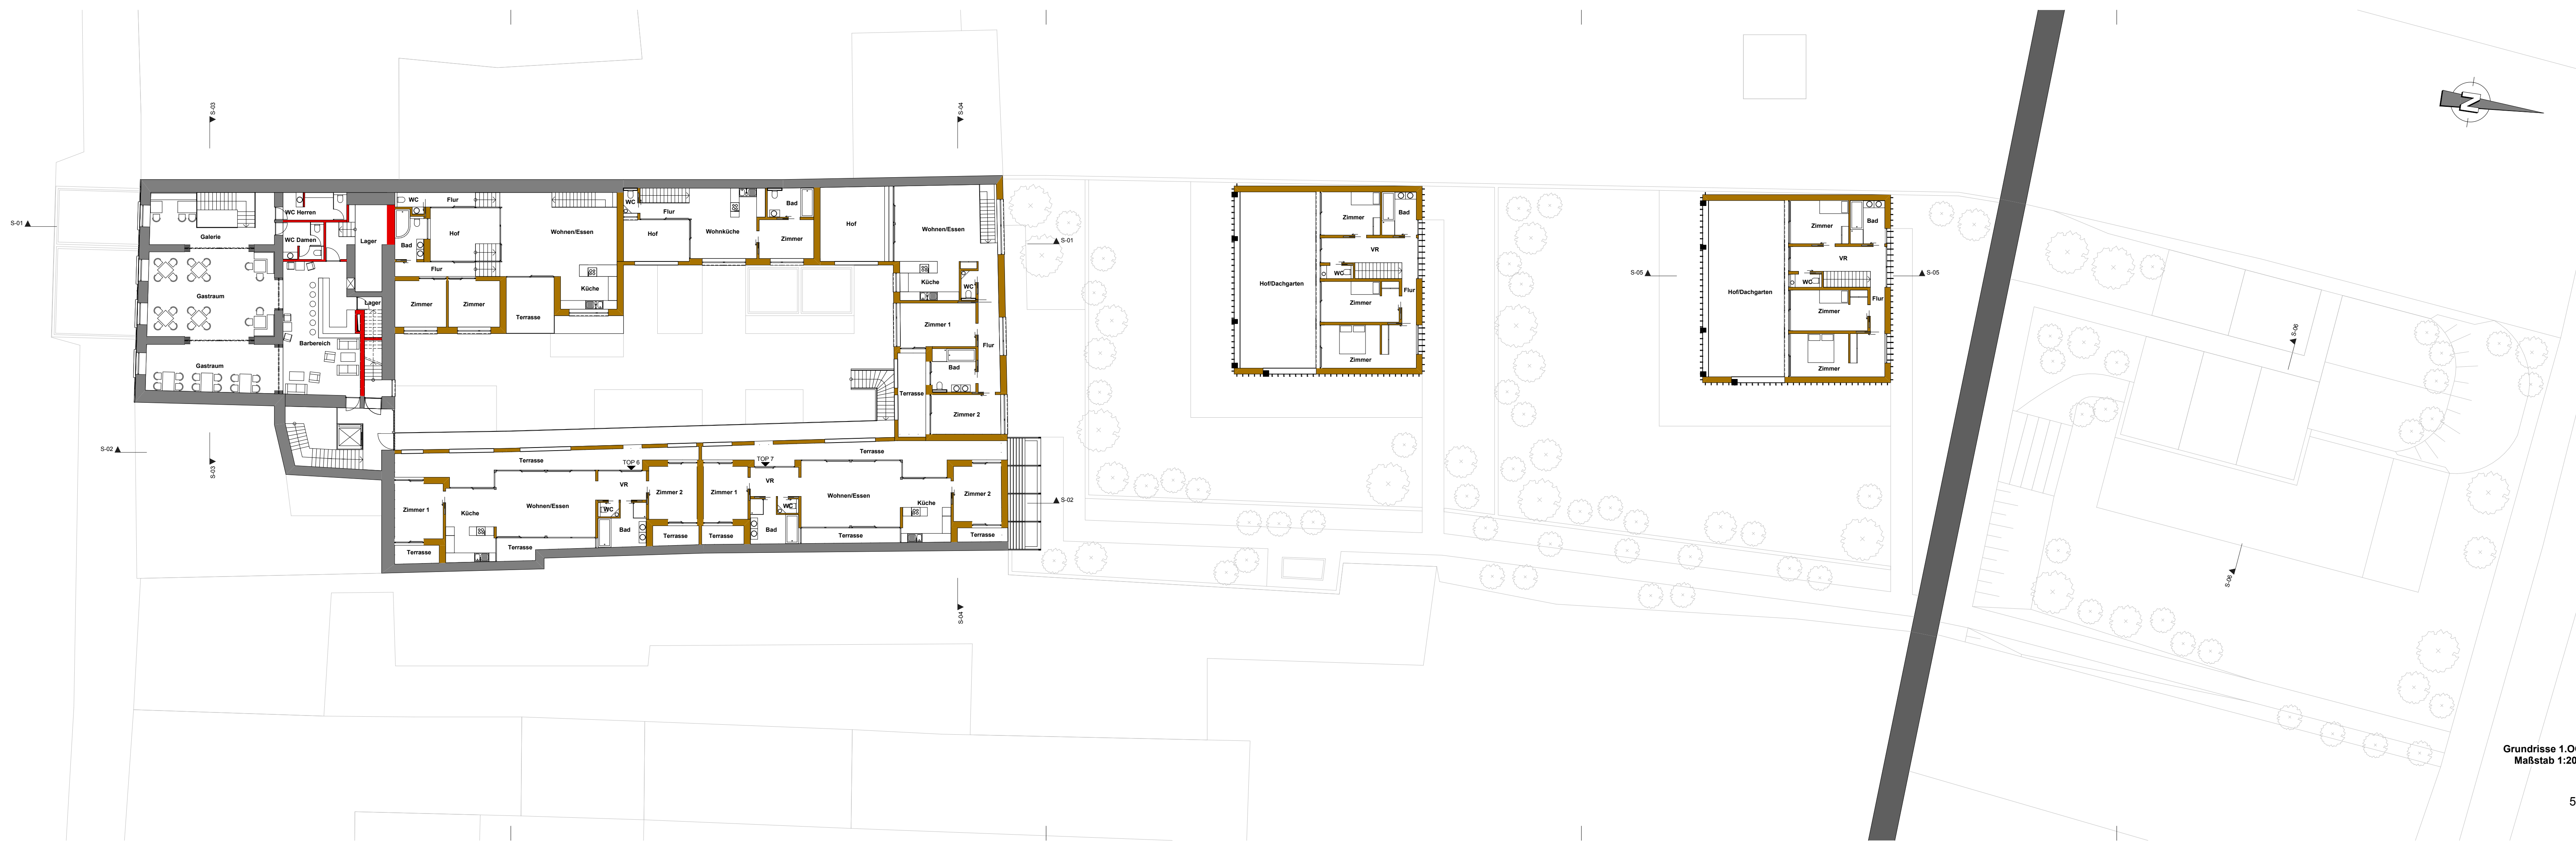 S-03
S-04
N
S-01
WC Herren
Galerie
WC Damen
Lager
WC
Flur
Hof
Bad
Flur
Wohnen/Essen
WC
Flur
Hof
Wohnküche
Bad
Zimmer
Hof
Wohnen/Essen
S-01
Zimmer
Bad
VR
WC
Hof/Dachgarten
Zimmer
Flur
Zimmer
S-05
Zimmer
Bad
VR
WC
Hof/Dachgarten
Zimmer
Flur
Zimmer
S-05
S-06
Gastraum
Lager
Zimmer
Zimmer
Terrasse
Küche
Küche
WC
Zimmer 1
Flur
Barbereich
Gastraum
Bad
Terrasse
Zimmer 2
S-02
S-03
Terrasse
TOP 6
TOP 7
Terrasse
VR
Zimmer 2
Zimmer 1
VR
Wohnen/Essen
Zimmer 2
Zimmer 1
Küche
Wohnen/Essen
WC
Bad
WC
Bad
Küche
S-02
Terrasse
Terrasse
Terrasse
Terrasse
Terrasse
Terrasse
S-06
S-04
Grundrisse 1.O
Maßstab 1:20
5